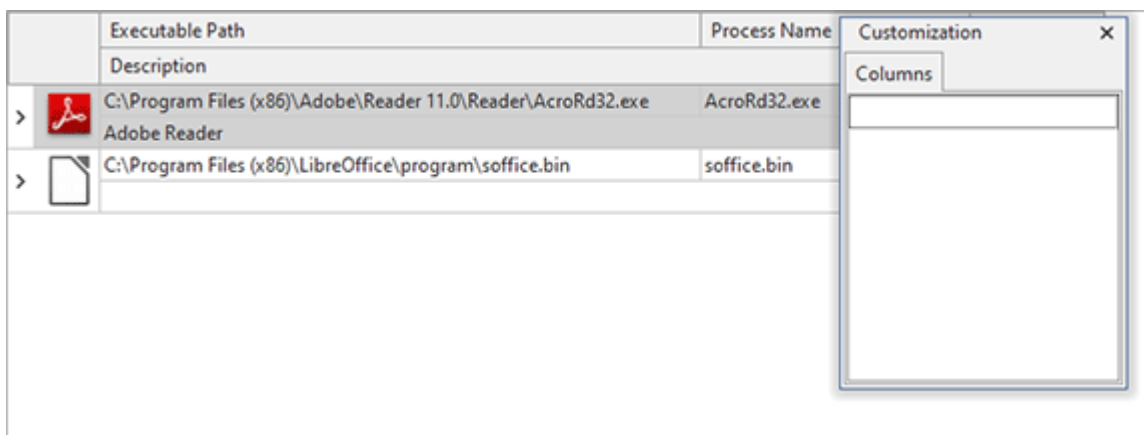 Executable Path Process Name Customization ×
Description
Columns
C:\Program Files (x86)\Adobe\Reader 11.0\Reader\AcroRd32.exe AcroRd32.exe
Adobe Reader
C:\Program Files (x86)\LibreOffice\program\soffice.bin soffice.bin